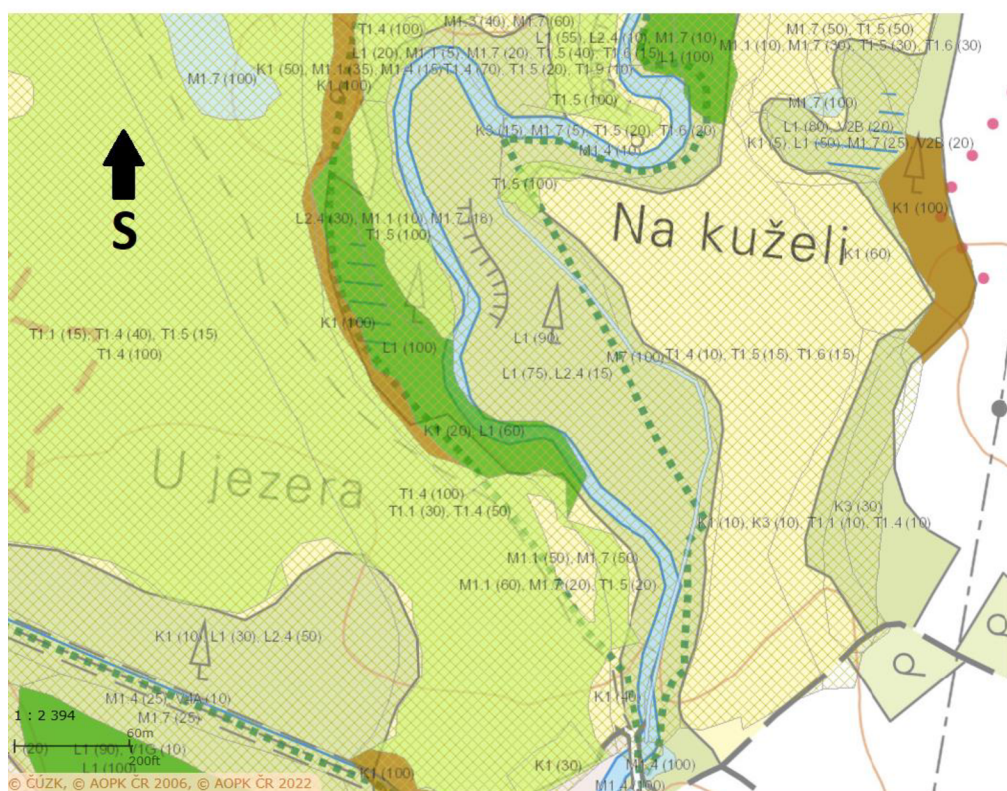 T1.4 (100)
M1.3 (40), M1.7 (60)
L1 (55), L2.4 (10), M1.7 (10)
M1.7 (50), T1.5 (50)
L1 (20), M1.1 (5), M1.7 (20), T1.5 (40), T1.6 (15)
L1 (100)
M1.1 (10), M1.7 (30), T1.5 (30), T1.6 (30)
K1 (50), M1.1 (35), M1.4 (15)
T1.4 (70), T1.5 (20), T1.9 (10)
M1.7 (100)
K1 (100)
T1.5 (100)
M1.7 (100)
K3 (15), M1.7 (5), T1.5 (20), T1.6 (20)
L1 (80), V2B (20)
K1 (5), L1 (50), M1.7 (25), V2B (20)
M1.4 (10)
T1.5 (100)
K1 (100)
S
L2.4 (30), M1.1 (10), M1.7 (18)
T1.5 (100)
Na kuželi
K1 (60)
K1 (100)
T1.1 (15), T1.4 (40), T1.5 (15)
T1.4 (100)
L1 (100)
L1 (90)
M7 (100)
T1.4 (10), T1.5 (15), T1.6 (15)
L1 (75), L2.4 (15)
K1 (20), L1 (60)
U jezera
T1.4 (100)
T1.1 (30), T1.4 (50)
K3 (30)
K1 (10), K3 (10), T1.1 (10), T1.4 (10)
M1.1 (50), M1.7 (50)
M1.1 (60), M1.7 (20), T1.5 (20)
K1 (10), L1 (30), L2.4 (50)
M1.4 (25), V4A (10)
K1 (40)
M1.7 (25)
1 : 2 394
60m
(20)
L1 (90), V1G (10)
200ft
L1 (100)
K1 (100)
K1 (30)
M1.4 (100)
M1.4 (100)
© ČÚZK, © AOPK ČR 2006, © AOPK ČR 2022